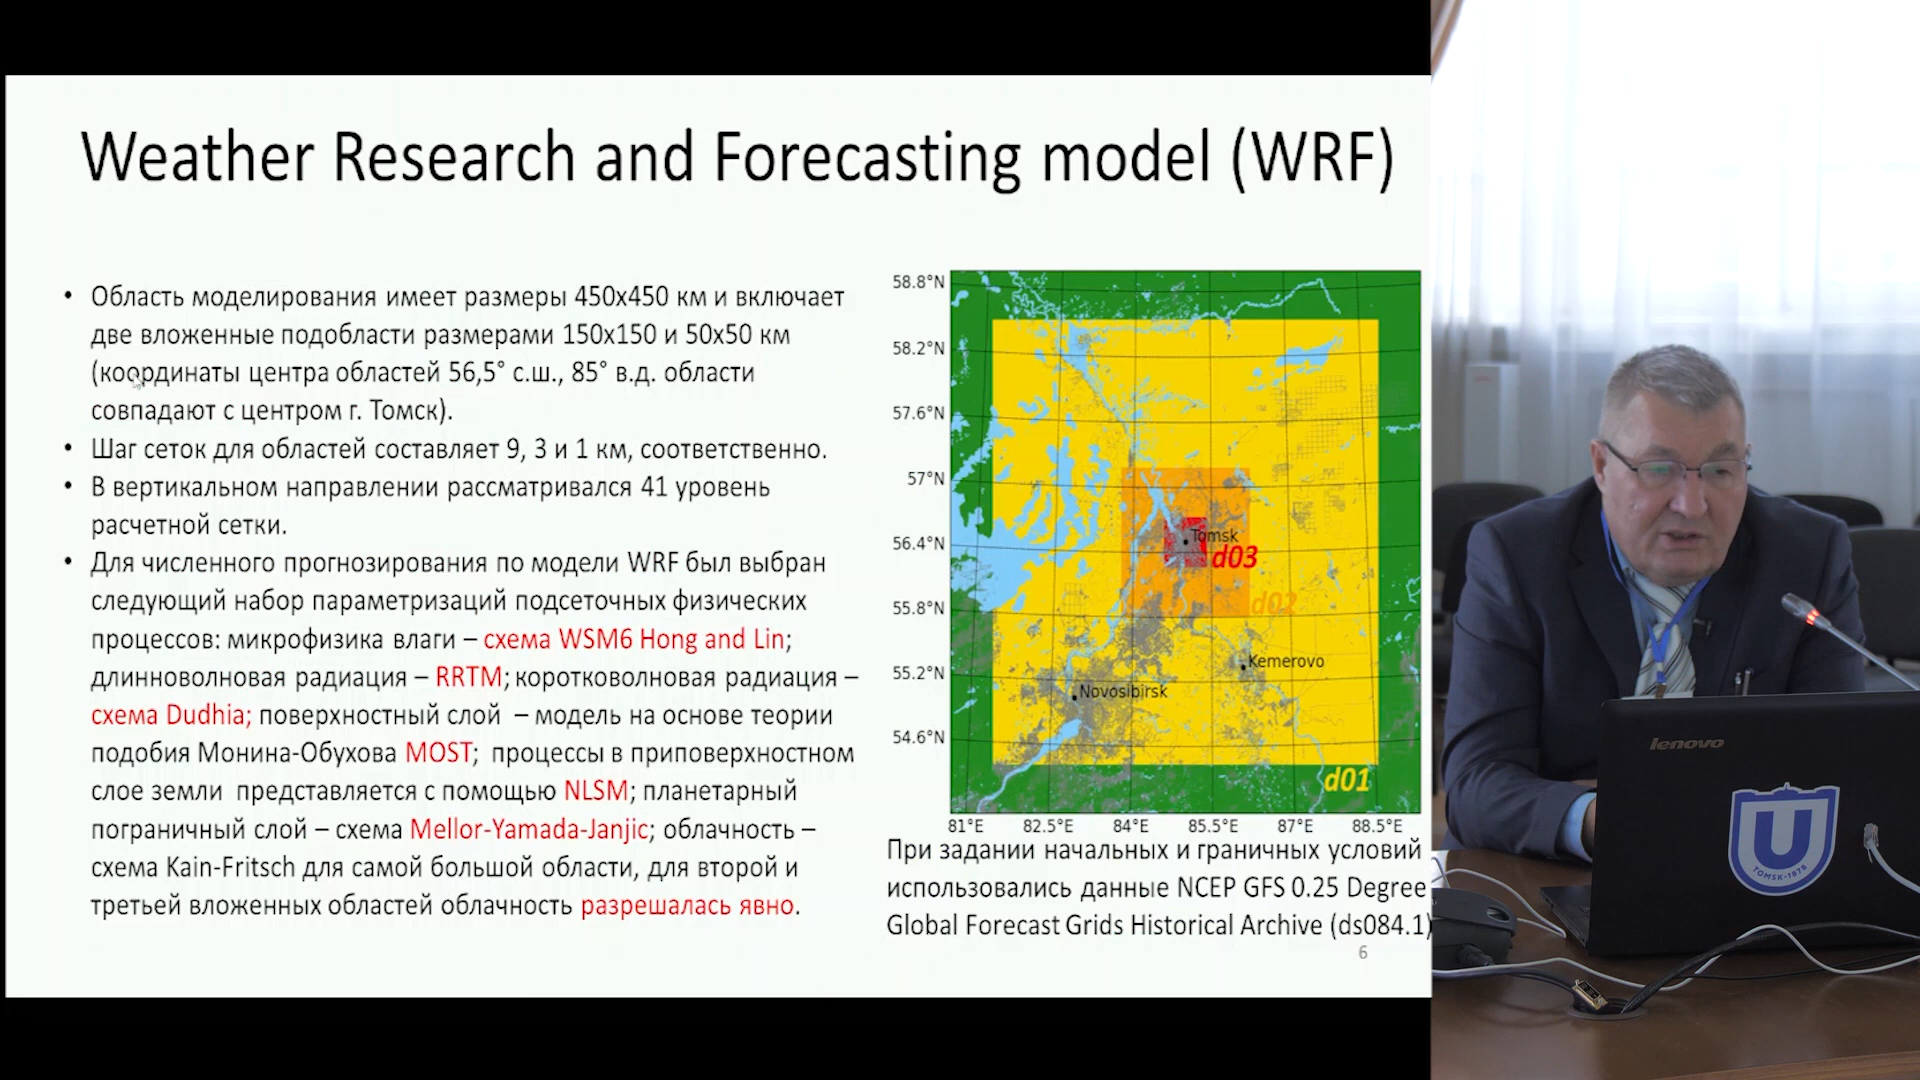 Weather Research and Forecasting model (WRF)
• Область моделирования имеет размеры 450x450 км и включает
две вложенные подобласти размерами 150x150 и 50x50 км
(координаты центра областей 56,5° с.ш., 85° в.д. области
совпадают с центром г. Томск).
• Шаг сеток для областей составляет 9, 3 и 1 км, соответственно.
• В вертикальном направлении рассматривался 41 уровень
расчетной сетки.
• Для численного прогнозирования по модели WRF был выбран
следующий набор параметризаций подсеточных физических
процессов: микрофизика влаги – схема WSM6 Hong and Lin;
длинноволновая радиация – RRTM; коротковолновая радиация –
схема Dudhia; поверхностный слой – модель на основе теории
подобия Монина-Обухова MOST; процессы в приповерхностном
слое земли представляется с помощью NLSM; планетарный
пограничный слой – схема Mellor-Yamada-Janjic; облачность –
схема Kain-Fritsch для самой большой области, для второй и
третьей вложенных областей облачность разрешалась явно.
58.8°N
58.2°N
57.6°N
57°N
56.4°N
55.8°N
55.2°N
54.6°N
Tomsk
d03
d02
Kemerovo
Novosibirsk
d01
81°E 82.5°E 84°E 85.5°E 87°E 88.5°E
При задании начальных и граничных условий
использовались данные NCEP GFS 0.25 Degree
Global Forecast Grids Historical Archive (ds084.1)
6
lenovo
U
TOMSK-1878